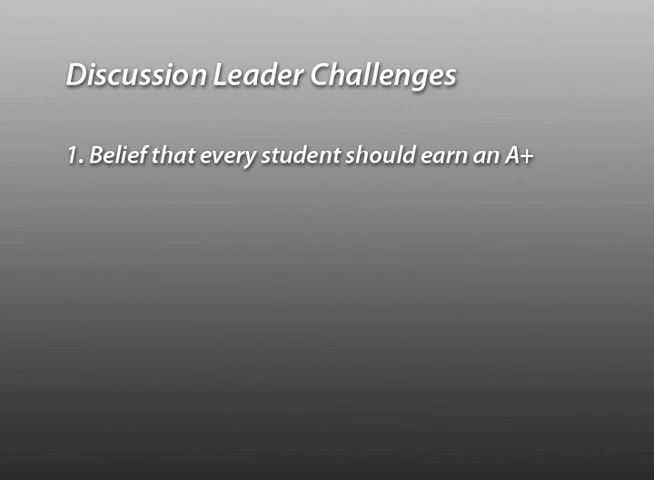 Discussion Leader Challenges
1. Belief that every student should earn an A+